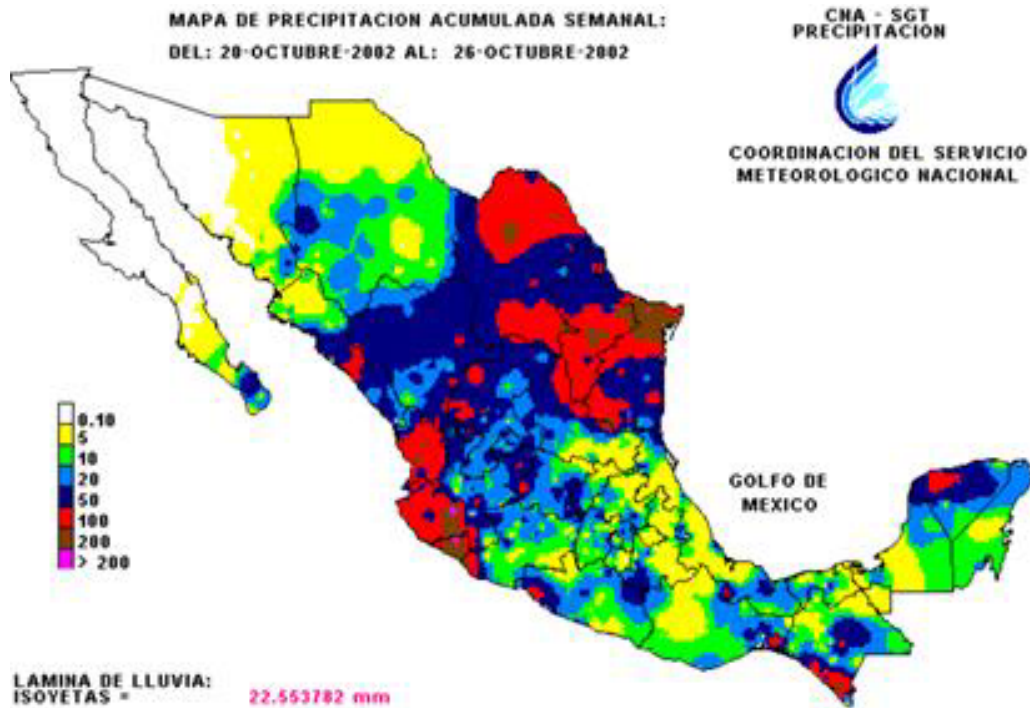 MAPA DE PRECIPITACION ACUMULADA SEMANAL:
DEL: 20-OCTUBRE-2002 AL: 26-OCTUBRE-2002
CNA - SGT
PRECIPITACION
COORDINACION DEL SERVICIO
METEOROLOGICO NACIONAL
0.10
5
10
20
50
100
200
> 200
GOLFO DE
MEXICO
LAMINA DE LLUVIA:
ISOYETAS = 22.553782 mm